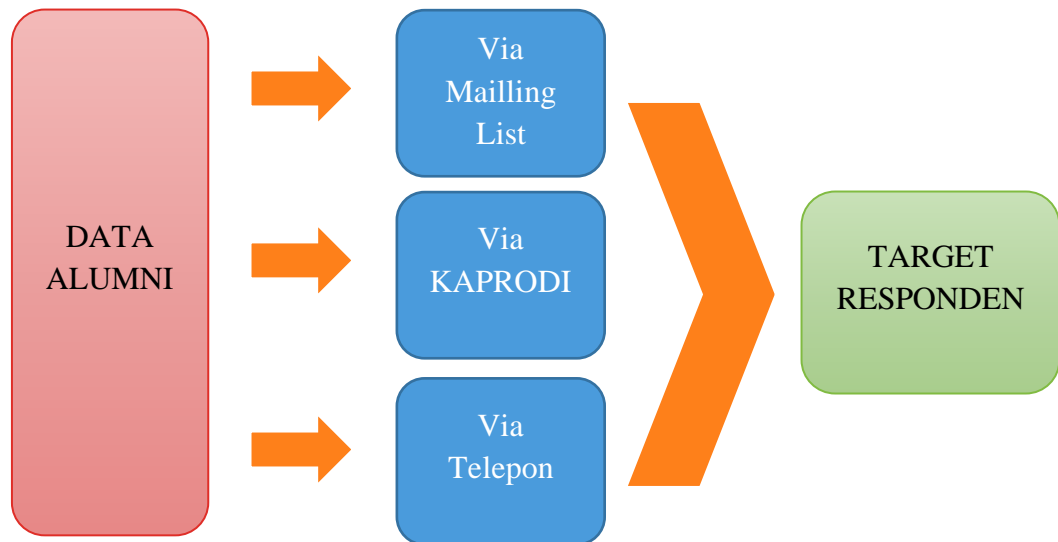 DATA
ALUMNI
Via
Mailling
List
Via
KAPRODI
Via
Telepon
TARGET
RESPONDEN